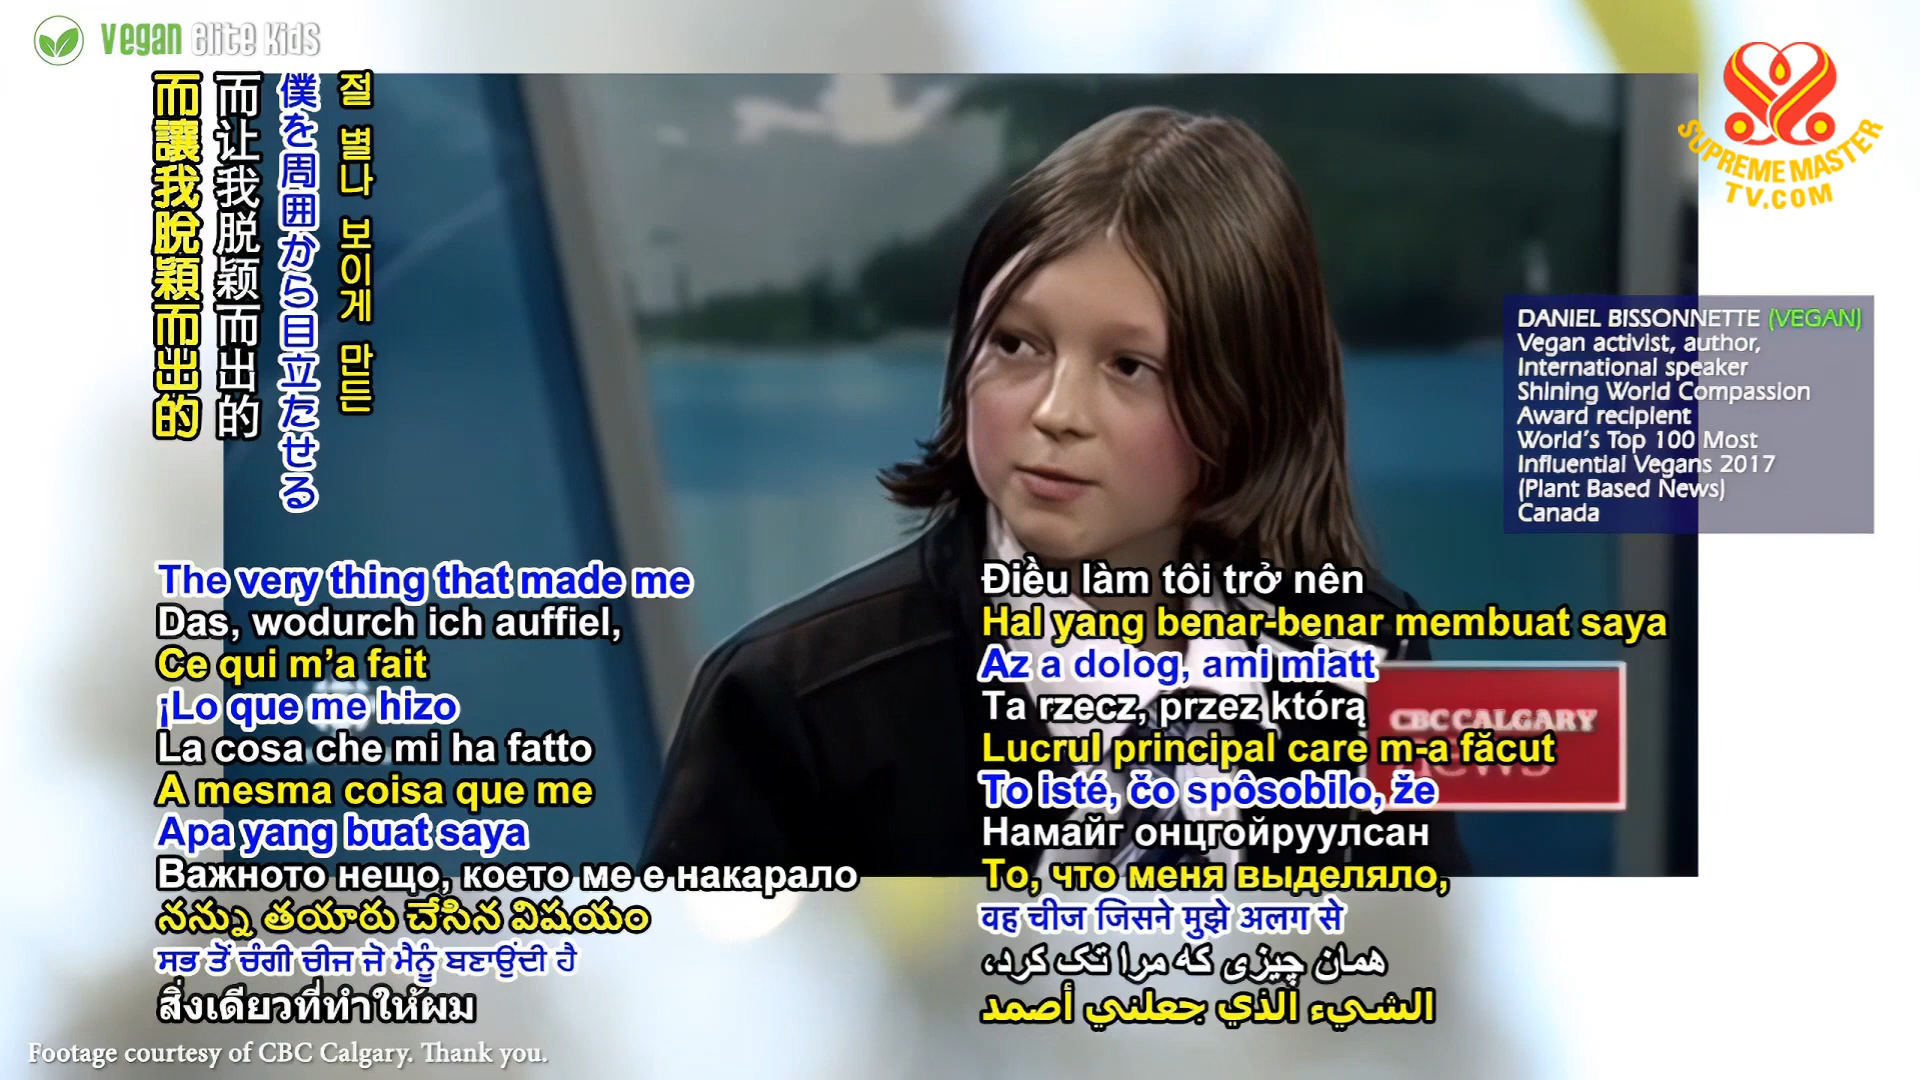 Vegan Elite Kids
SUPREME MASTER
TV.COM
而讓我脫穎而出的
而让我脱颖而出的
僕を周囲から目立たせる
절 별나 보이게 만든
DANIEL BISSONNETTE (VEGAN)
Vegan activist, author,
International speaker
Shining World Compassion
Award recipient
World's Top 100 Most
Influential Vegans 2017
(Plant Based News)
Canada
The very thing that made me
Das, wodurch ich auffiel,
Ce qui m'a fait
¡Lo que me hizo
La cosa che mi ha fatto
A mesma coisa que me
Apa yang buat saya
Важното нещо, което ме е накарало
నన్ను తయారు చేసిన విషయం
ਸਭ ਤੋਂ ਚੰਗੀ ਚੀਜ ਜੋ ਮੈਨੂੰ ਬਣਾਉਂਦੀ ਹੈ
สิ่งเดียวที่ทำให้ผม
Điều làm tôi trở nên
Hal yang benar-benar membuat saya
Az a dolog, ami miatt
Ta rzecz, przez którą
Lucrul principal care m-a făcut
To isté, čo spôsobilo, že
Намайг онцгойруулсан
То, что меня выделяло,
वह चीज जिसने मुझे अलग से
همان چیزی که مرا تک کرد،
الشيء الذي جعلني أصمد
CBC CALGARY
NEWS
Footage courtesy of CBC Calgary. Thank you.